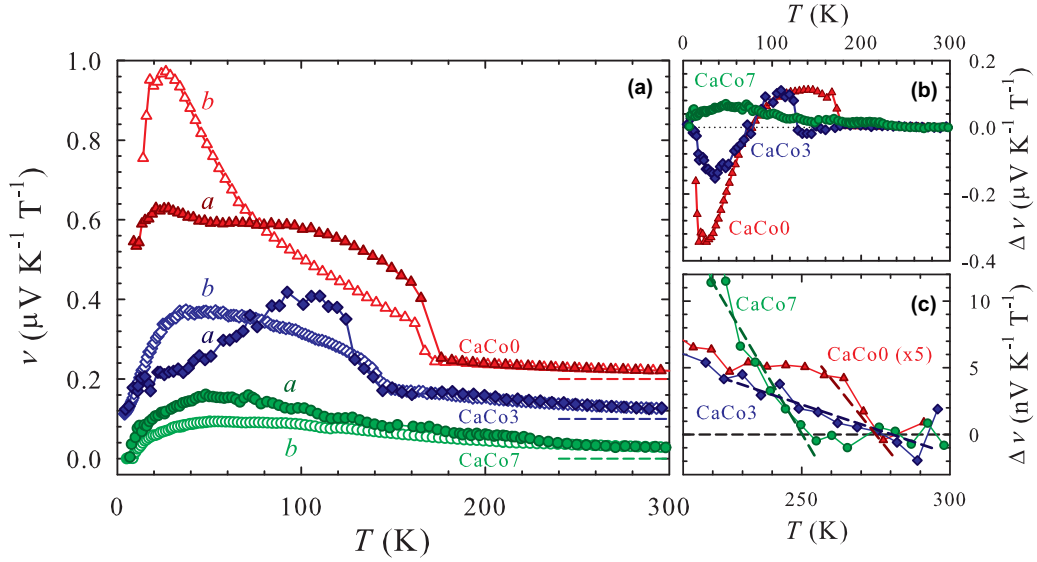 (a)
1.0
0.8
0.6
0.4
0.2
0.0
ν (μV K⁻¹ T⁻¹)
b
a
b
a
a
b
CaCo0
CaCo3
CaCo7
0 100 200 300
T (K)
T (K)
0 100 200 300
(b)
CaCo7
CaCo3
CaCo0
0.2
0.0
-0.2
-0.4
Δ ν (μV K⁻¹ T⁻¹)
(c)
CaCo7
CaCo0 (x5)
CaCo3
10
5
0
Δ ν (nV K⁻¹ T⁻¹)
250 300
T (K)